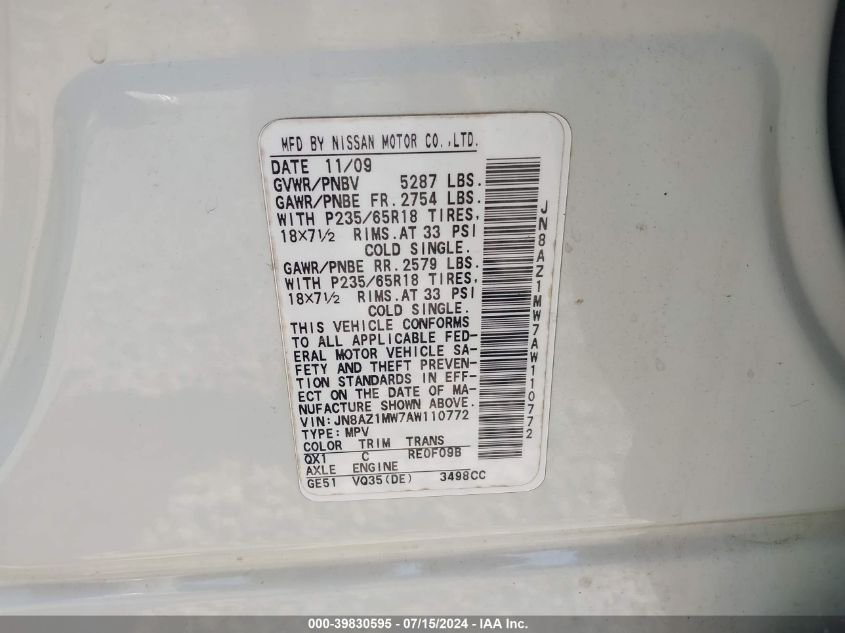 MFD BY NISSAN MOTOR CO.,LTD.
DATE 11/09
GVWR/PNBV 5287 LBS.
GAWR/PNBE FR. 2754 LBS.
WITH P235/65R18 TIRES,
18X7½ RIMS. AT 33 PSI
COLD SINGLE.
GAWR/PNBE RR. 2579 LBS.
WITH P235/65R18 TIRES,
18X7½ RIMS. AT 33 PSI
COLD SINGLE.
THIS VEHICLE CONFORMS
TO ALL APPLICABLE FED-
ERAL MOTOR VEHICLE SA-
FETY AND THEFT PREVEN-
TION STANDARDS IN EFF-
ECT ON THE DATE OF MA-
NUFACTURE SHOWN ABOVE.
VIN:JN8AZ1MW7AW110772
TYPE:MPV
COLOR TRIM TRANS
QX1 C RE0F09B
AXLE ENGINE
GE51 VQ35(DE) 3498CC
JN8AZ1MW7AW110772
000-39830595 - 07/15/2024 - IAA Inc.